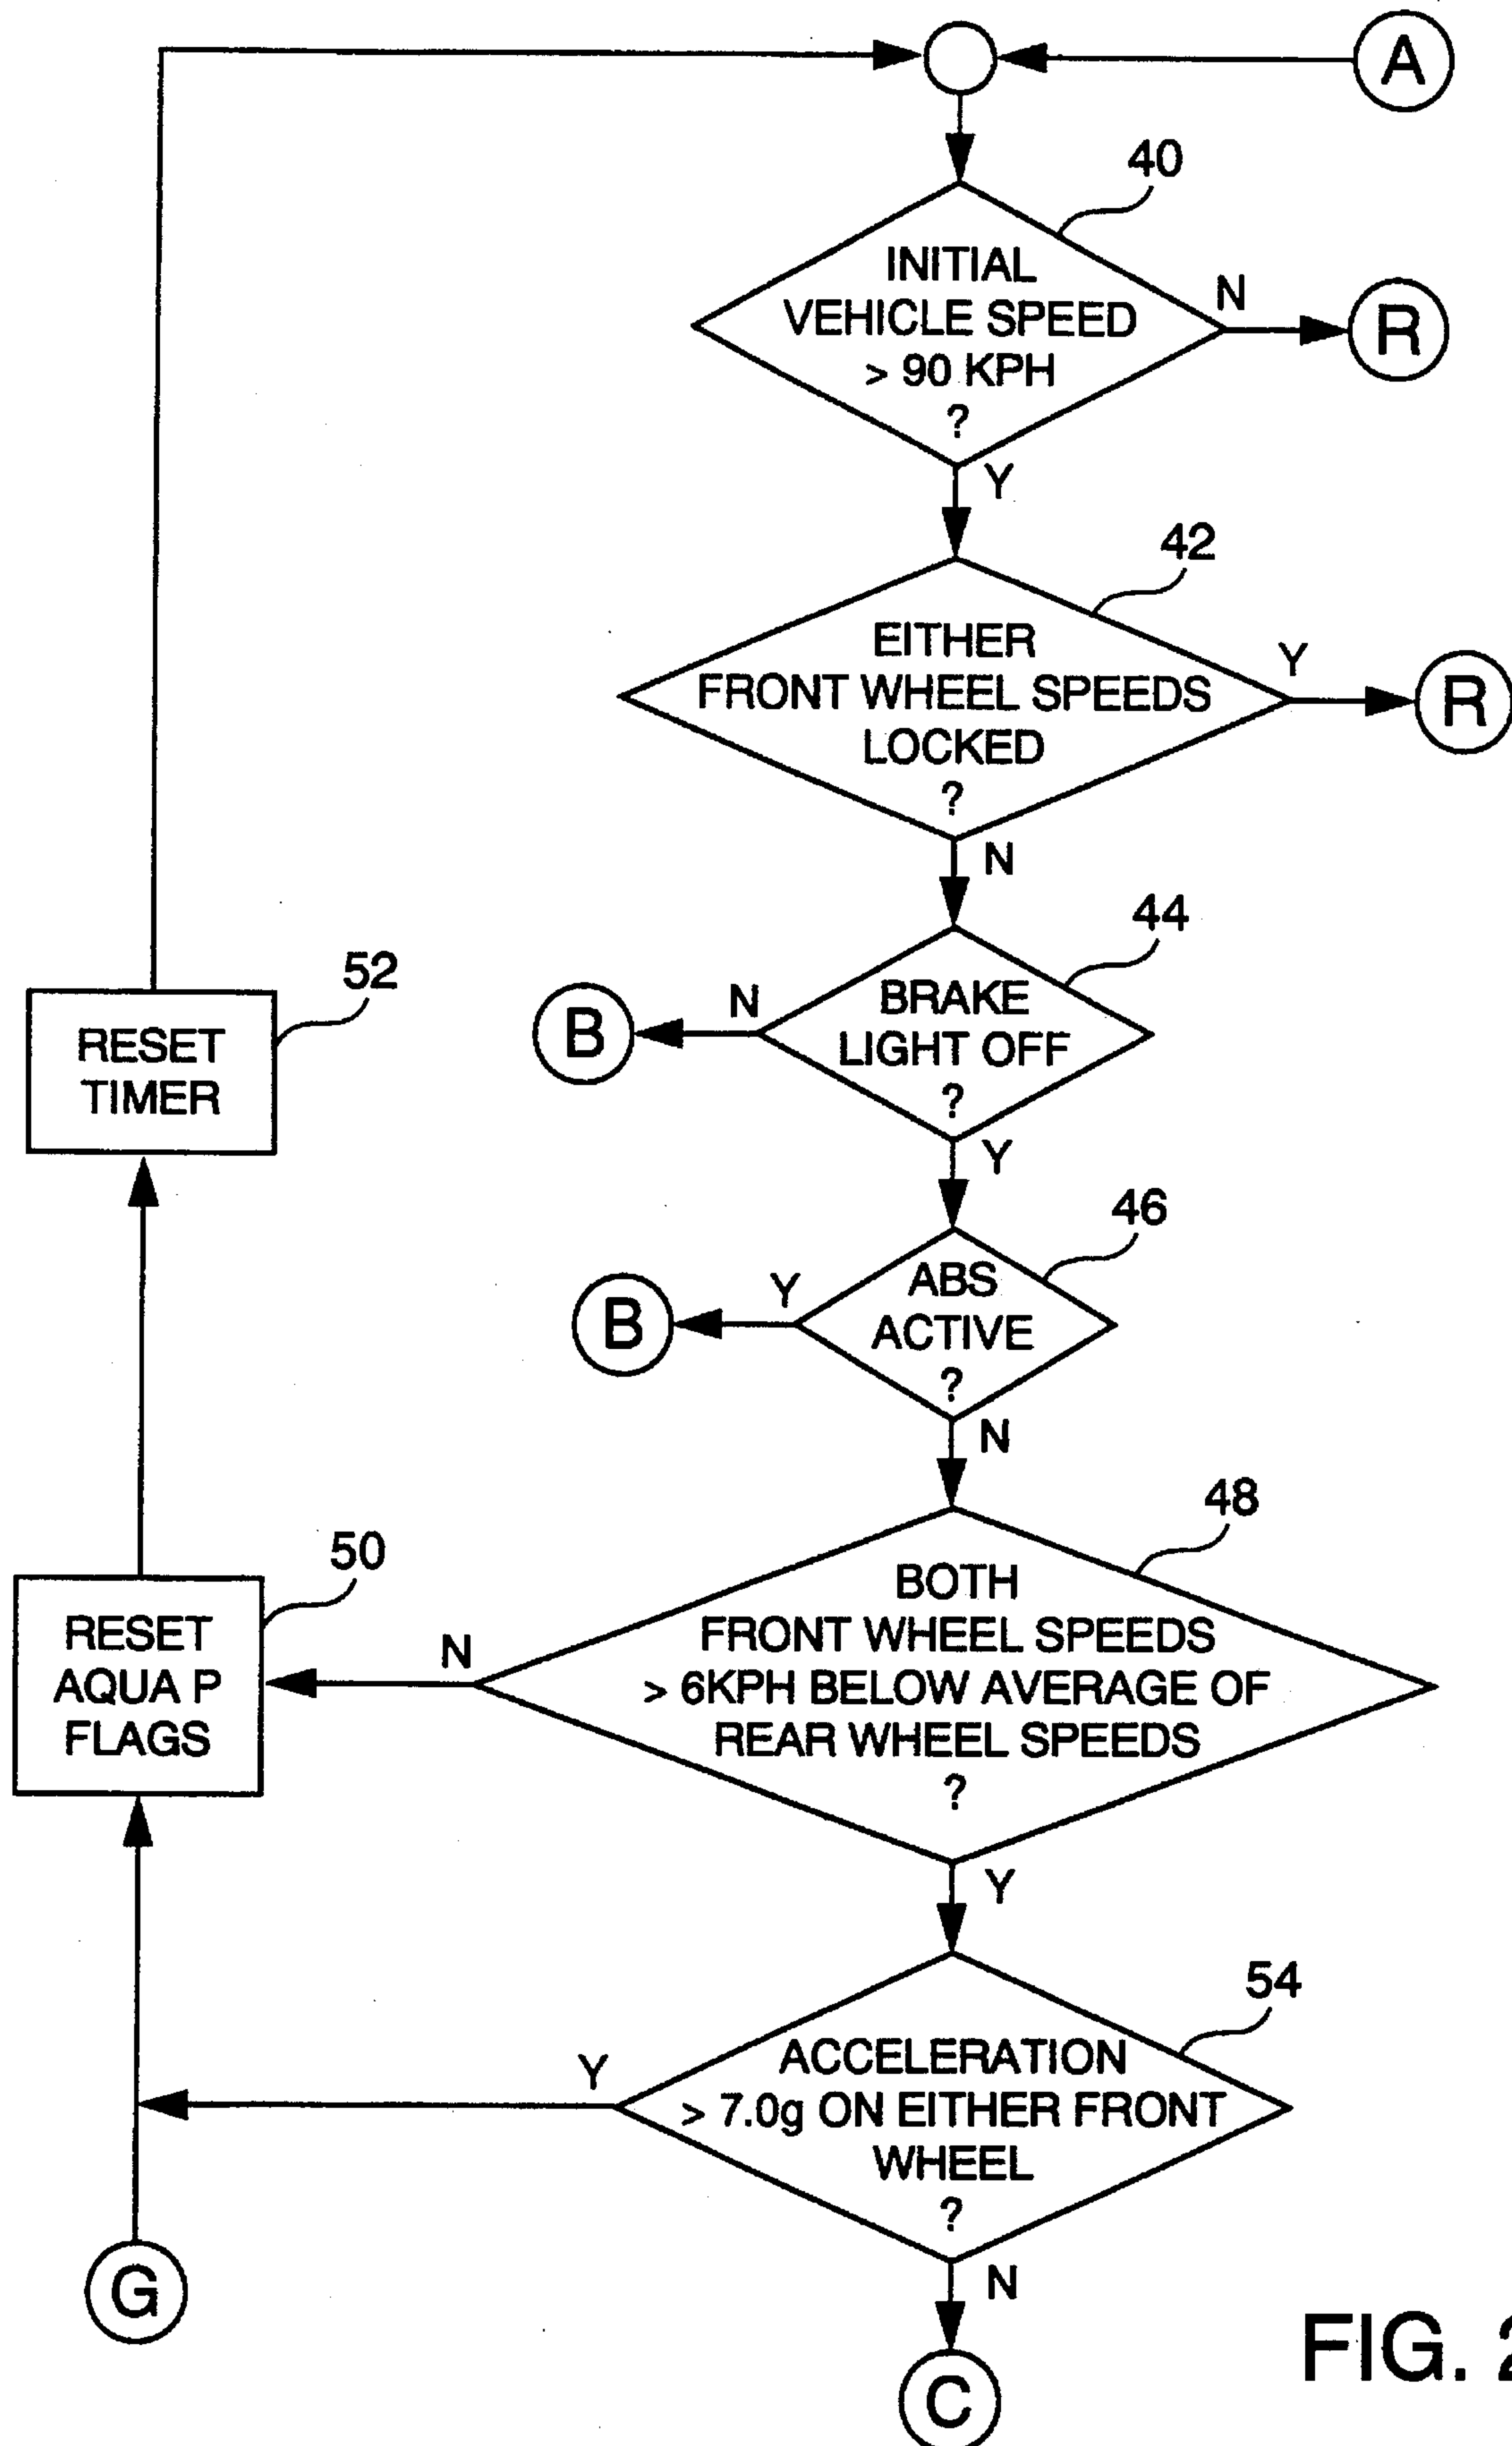 A
40
INITIAL
VEHICLE SPEED
> 90 KPH
?
N
R
Y
42
EITHER
FRONT WHEEL SPEEDS
LOCKED
?
Y
R
N
44
BRAKE
LIGHT OFF
?
N
B
Y
52
RESET
TIMER
46
ABS
ACTIVE
?
Y
B
N
48
BOTH
FRONT WHEEL SPEEDS
> 6KPH BELOW AVERAGE OF
REAR WHEEL SPEEDS
?
N
50
RESET
AQUA P
FLAGS
Y
54
ACCELERATION
> 7.0g ON EITHER FRONT
WHEEL
?
Y
N
G
C
FIG.